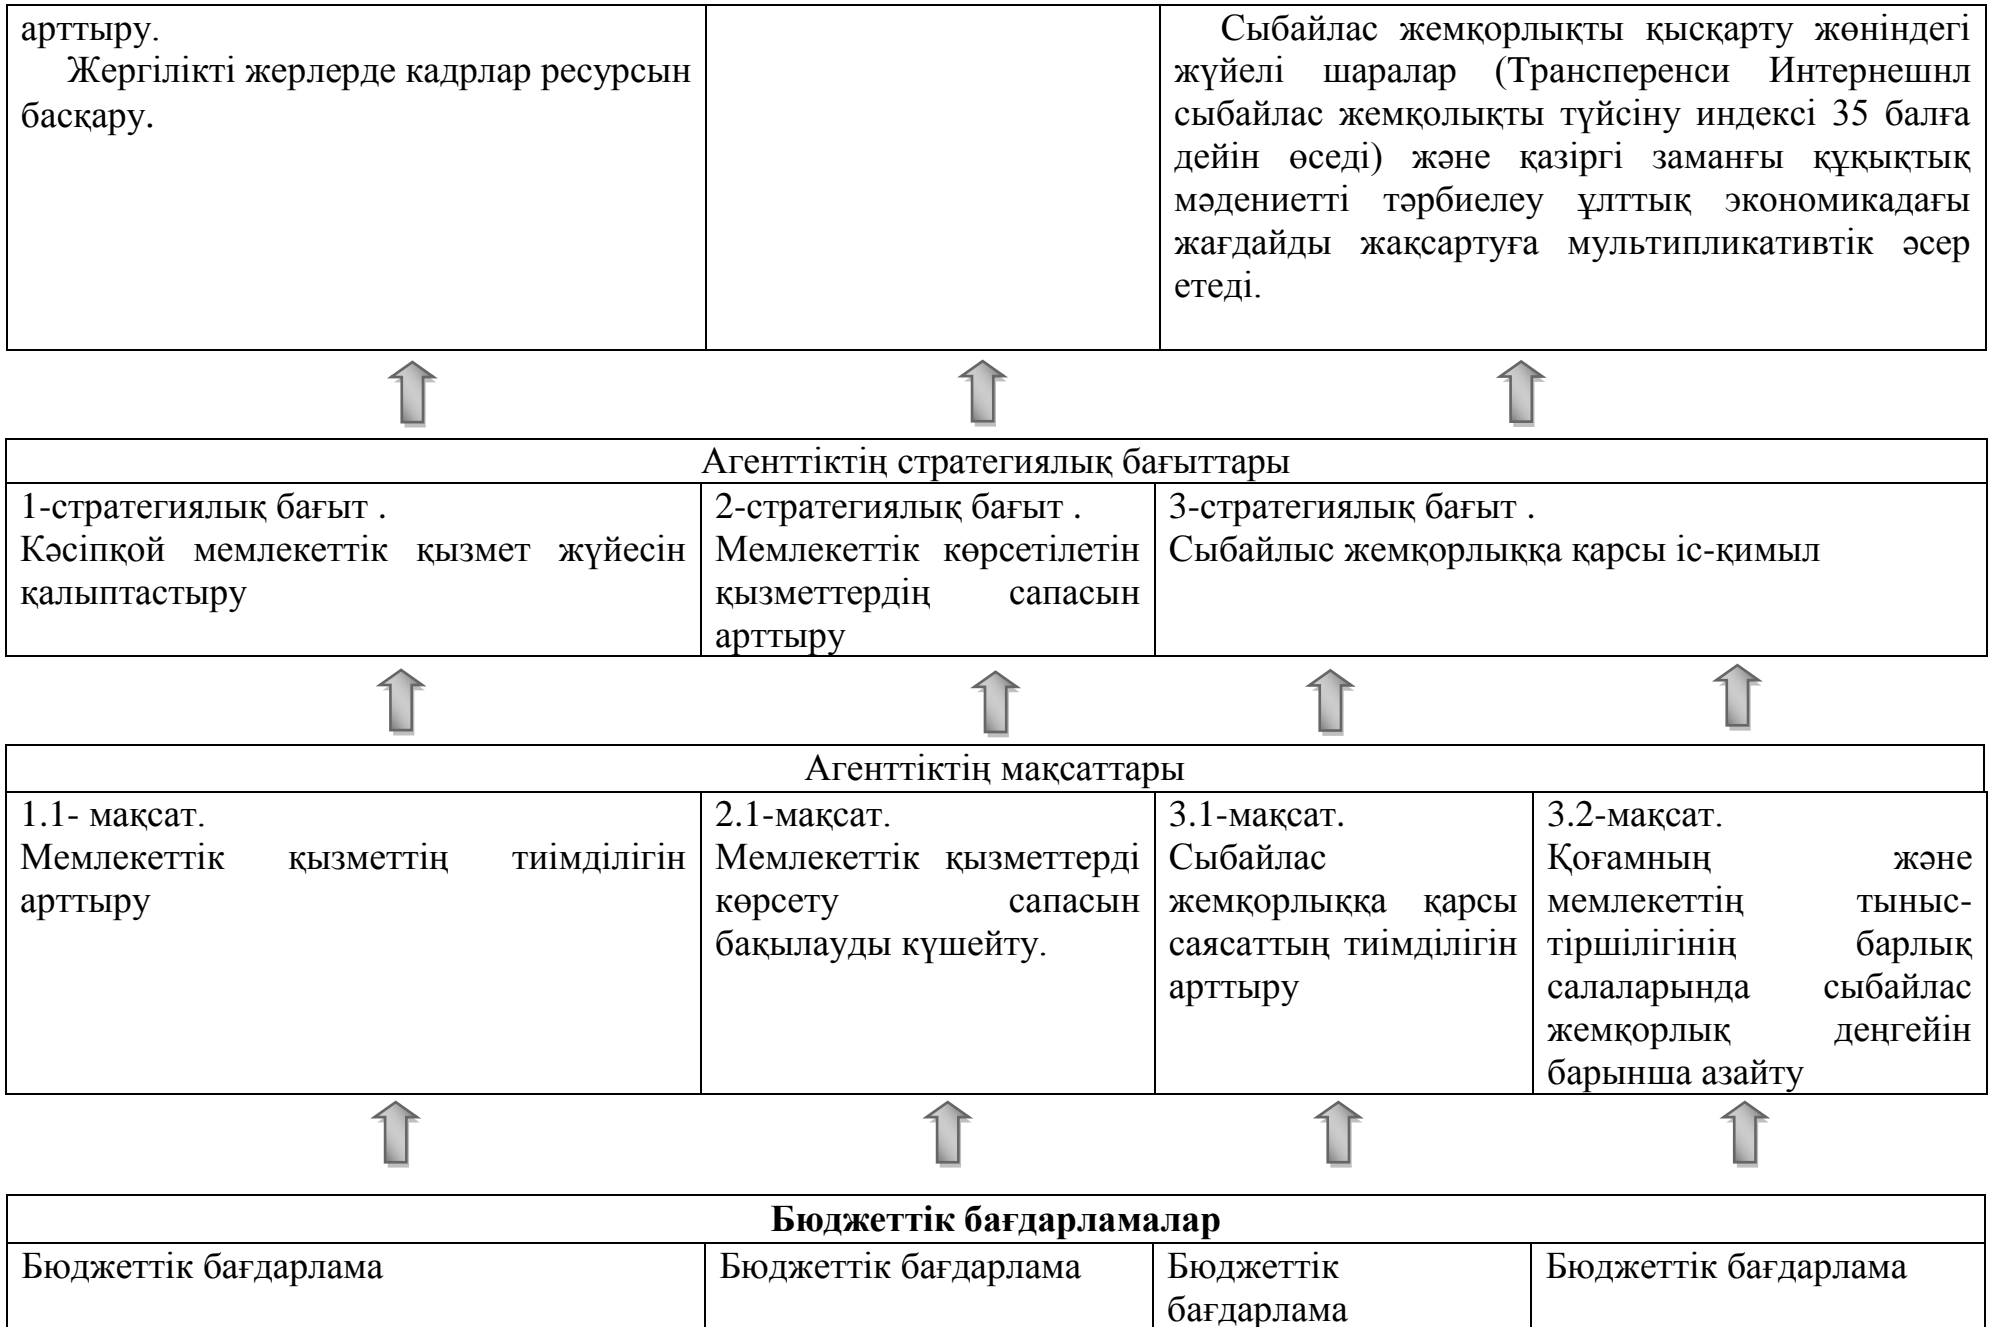 арттыру.
Жергілікті жерлерде кадрлар ресурсын
басқару.
Сыбайлас жемқорлықты қысқарту жөніндегі
жүйелі шаралар (Трансперенси Интернешнл
сыбайлас жемқолықты түйсіну индексі 35 балға
дейін өседі) және қазіргі заманғы құқықтық
мәдениетті тәрбиелеу ұлттық экономикадағы
жағдайды жақсартуға мультипликативтік әсер
етеді.
Агенттіктің стратегиялық бағыттары
1-стратегиялық бағыт .
Кәсіпқой мемлекеттік қызмет жүйесін
қалыптастыру
2-стратегиялық бағыт .
Мемлекеттік көрсетілетін
қызметтердің сапасын
арттыру
3-стратегиялық бағыт .
Сыбайлыс жемқорлыққа қарсы іс-қимыл
Агенттіктің мақсаттары
1.1- мақсат.
Мемлекеттік қызметтің тиімділігін
арттыру
2.1-мақсат.
Мемлекеттік қызметтерді
көрсету сапасын
бақылауды күшейту.
3.1-мақсат.
Сыбайлас
жемқорлыққа қарсы
саясаттың тиімділігін
арттыру
3.2-мақсат.
Қоғамның және
мемлекеттің тыныс-
тіршілігінің барлық
салаларында сыбайлас
жемқорлық деңгейін
барынша азайту
Бюджеттік бағдарламалар
Бюджеттік бағдарлама
Бюджеттік бағдарлама
Бюджеттік
бағдарлама
Бюджеттік бағдарлама